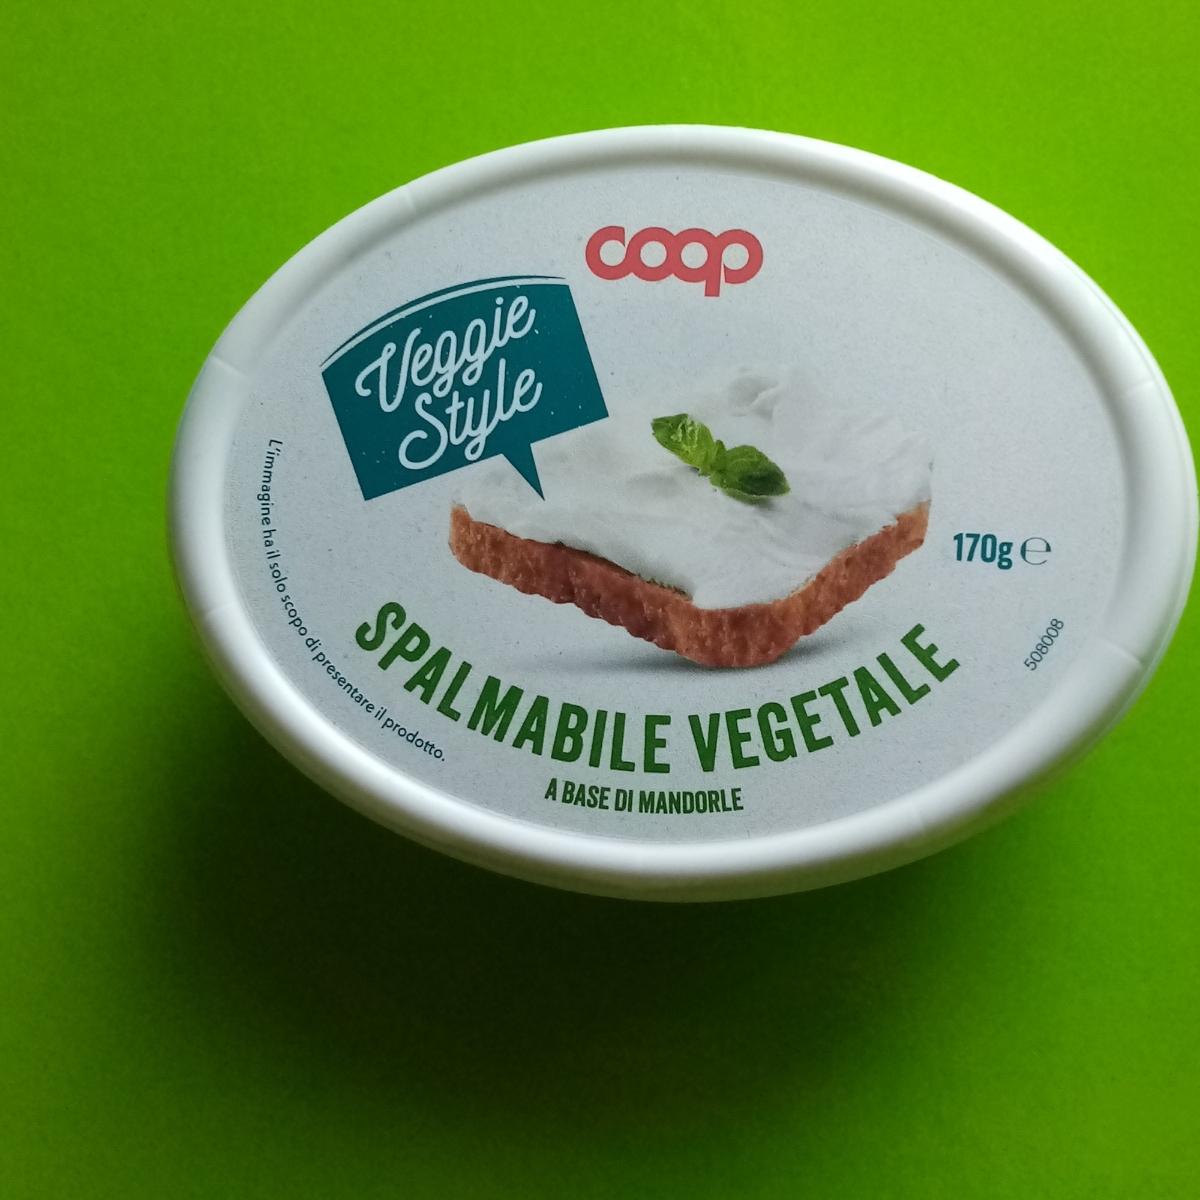 coop
Veggie
Style
170g ℮
508008
L'immagine ha il solo scopo di presentare il prodotto.
SPALMABILE VEGETALE
A BASE DI MANDORLE